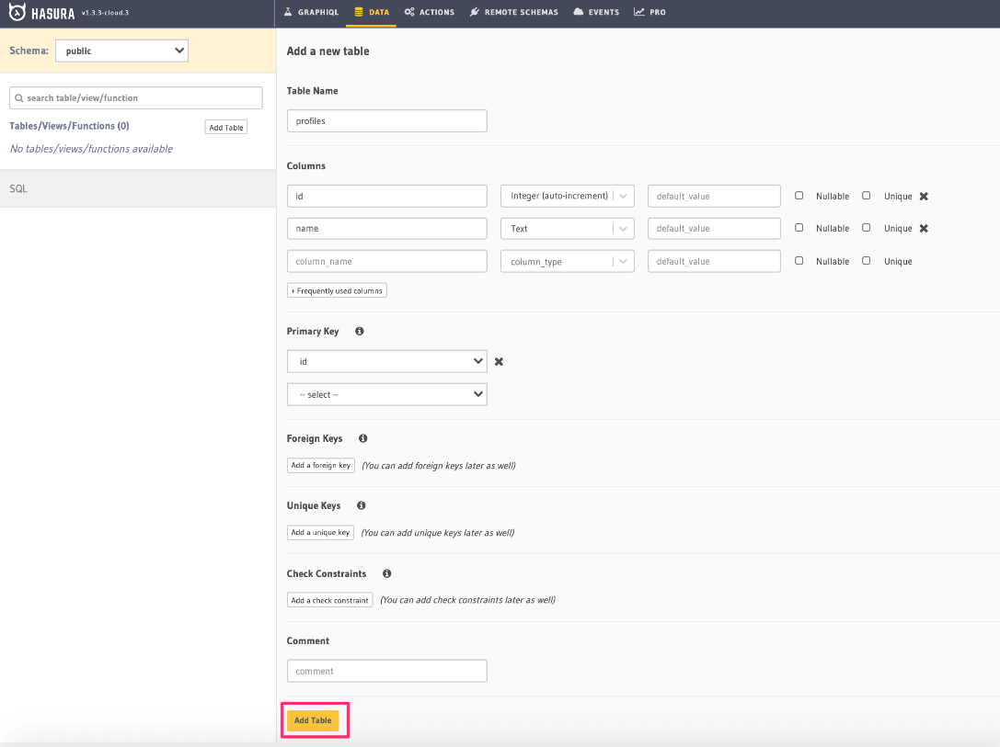 HASURA v1.3.3-cloud.3
GRAPHIQL DATA ACTIONS REMOTE SCHEMAS EVENTS PRO
Schema: public
search table/view/function
Tables/Views/Functions (0) Add Table
No tables/views/functions available
SQL
Add a new table
Table Name
profiles
Columns
id Integer (auto-increment) default_value Nullable Unique
name Text default_value Nullable Unique
column_name column_type default_value Nullable Unique
+ Frequently used columns
Primary Key
id
-- select --
Foreign Keys
Add a foreign key (You can add foreign keys later as well)
Unique Keys
Add a unique key (You can add unique keys later as well)
Check Constraints
Add a check constraint (You can add check constraints later as well)
Comment
comment
Add Table